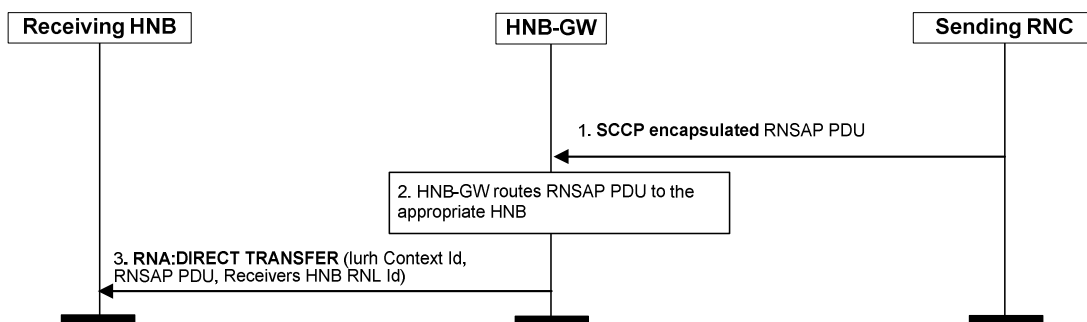 Receiving HNB
HNB-GW
Sending RNC
1. SCCP encapsulated RNSAP PDU
2. HNB-GW routes RNSAP PDU to the
appropriate HNB
3. RNA:DIRECT TRANSFER (Iurh Context Id,
RNSAP PDU, Receivers HNB RNL Id)